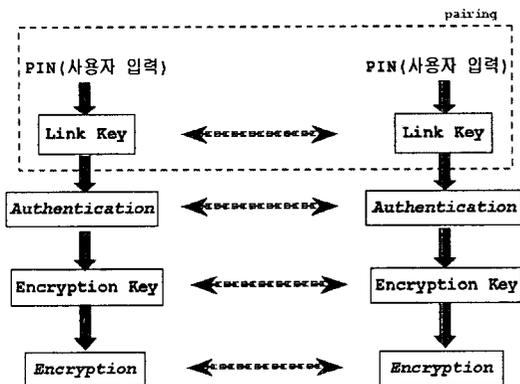 pairing
PIN(사용자 입력) PIN(사용자 입력)
Link Key Link Key
Authentication Authentication
Encryption Key Encryption Key
Encryption Encryption